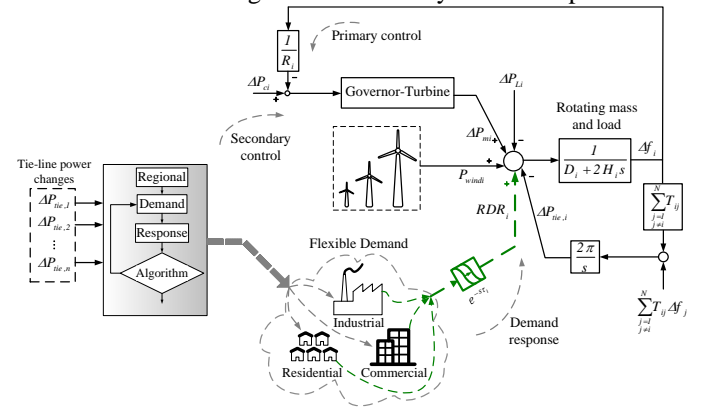 Primary control
1
R_i
-
ΔP_ci
+
Governor-Turbine
ΔP_Li
Rotating mass
and load
Secondary
control
ΔP_mi
+
-
+
P_windi
-
+
1
D_i + 2H_i s
Δf_i
Tie-line power
changes
ΔP_tie,1
ΔP_tie,2
⋮
ΔP_tie,n
Regional
Demand
Response
Algorithm
RDR_i
ΔP_tie,i
N
∑ T_ij
j=1
j≠i
2π
s
Flexible Demand
e^-sτ_i
N
∑ T_ij Δf_j
j=1
j≠i
Industrial
Demand
response
Residential
Commercial